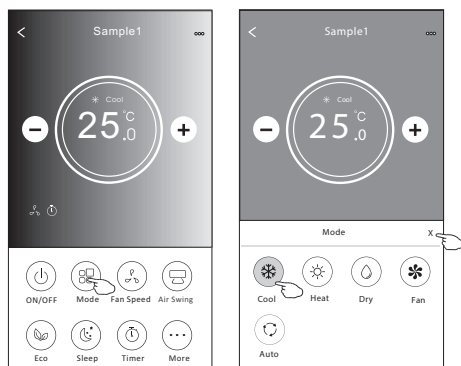 Sample1
Cool
25.0°C
ON/OFF Mode Fan Speed Air Swing
Eco Sleep Timer More
Sample1
Cool
25.0°C
Mode X
Cool Heat Dry Fan
Auto